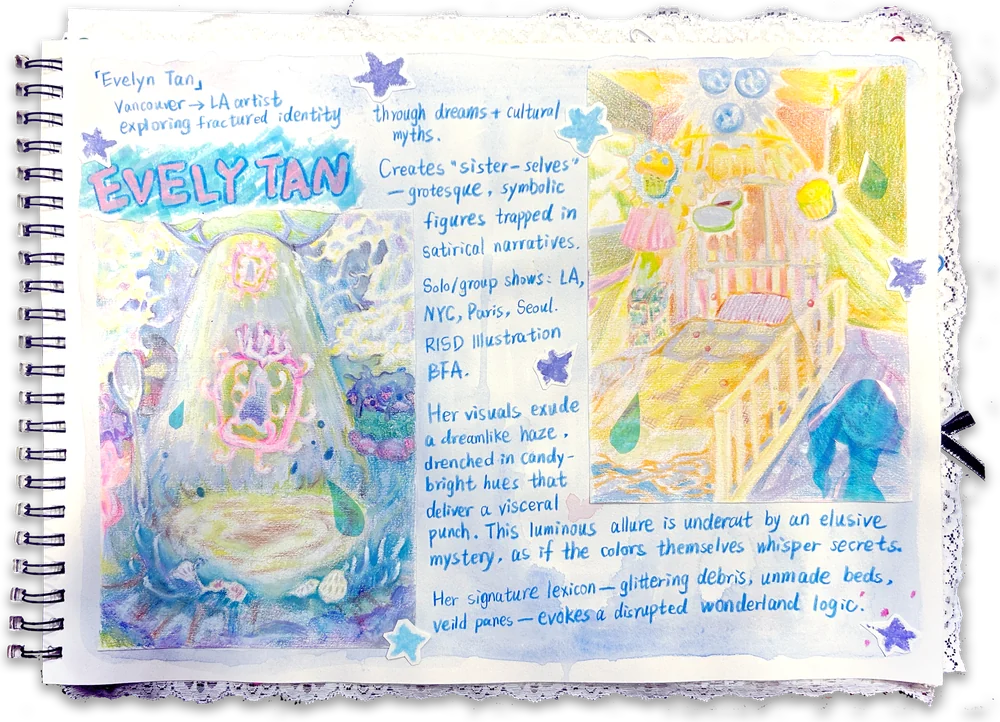 「Evelyn Tan」
Vancouver → LA artist
exploring fractured identity
EVELY TAN
through dreams + cultural
myths.
Creates "sister-selves"
— grotesque, symbolic
figures trapped in
satirical narratives.
Solo/group shows: LA,
NYC, Paris, Seoul.
RISD Illustration
BFA.
Her visuals exude
a dreamlike haze,
drenched in candy-
bright hues that
deliver a visceral
punch. This luminous allure is undercut by an elusive
mystery, as if the colors themselves whisper secrets.
Her signature lexicon — glittering debris, unmade beds,
veild panes — evokes a disrupted wonderland logic.